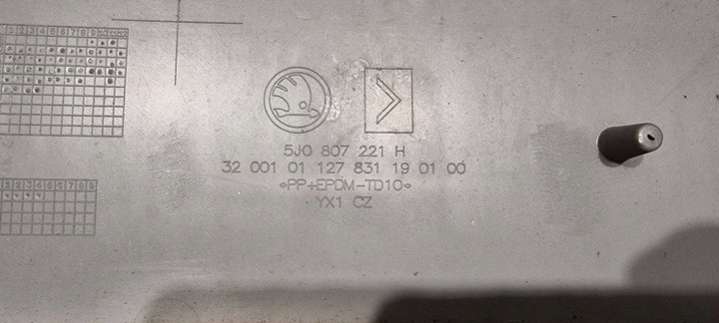 5J0 807 221 H
32 001 01 127 831 19 01 00
>PP+EPDM-TD10<
YX1 CZ